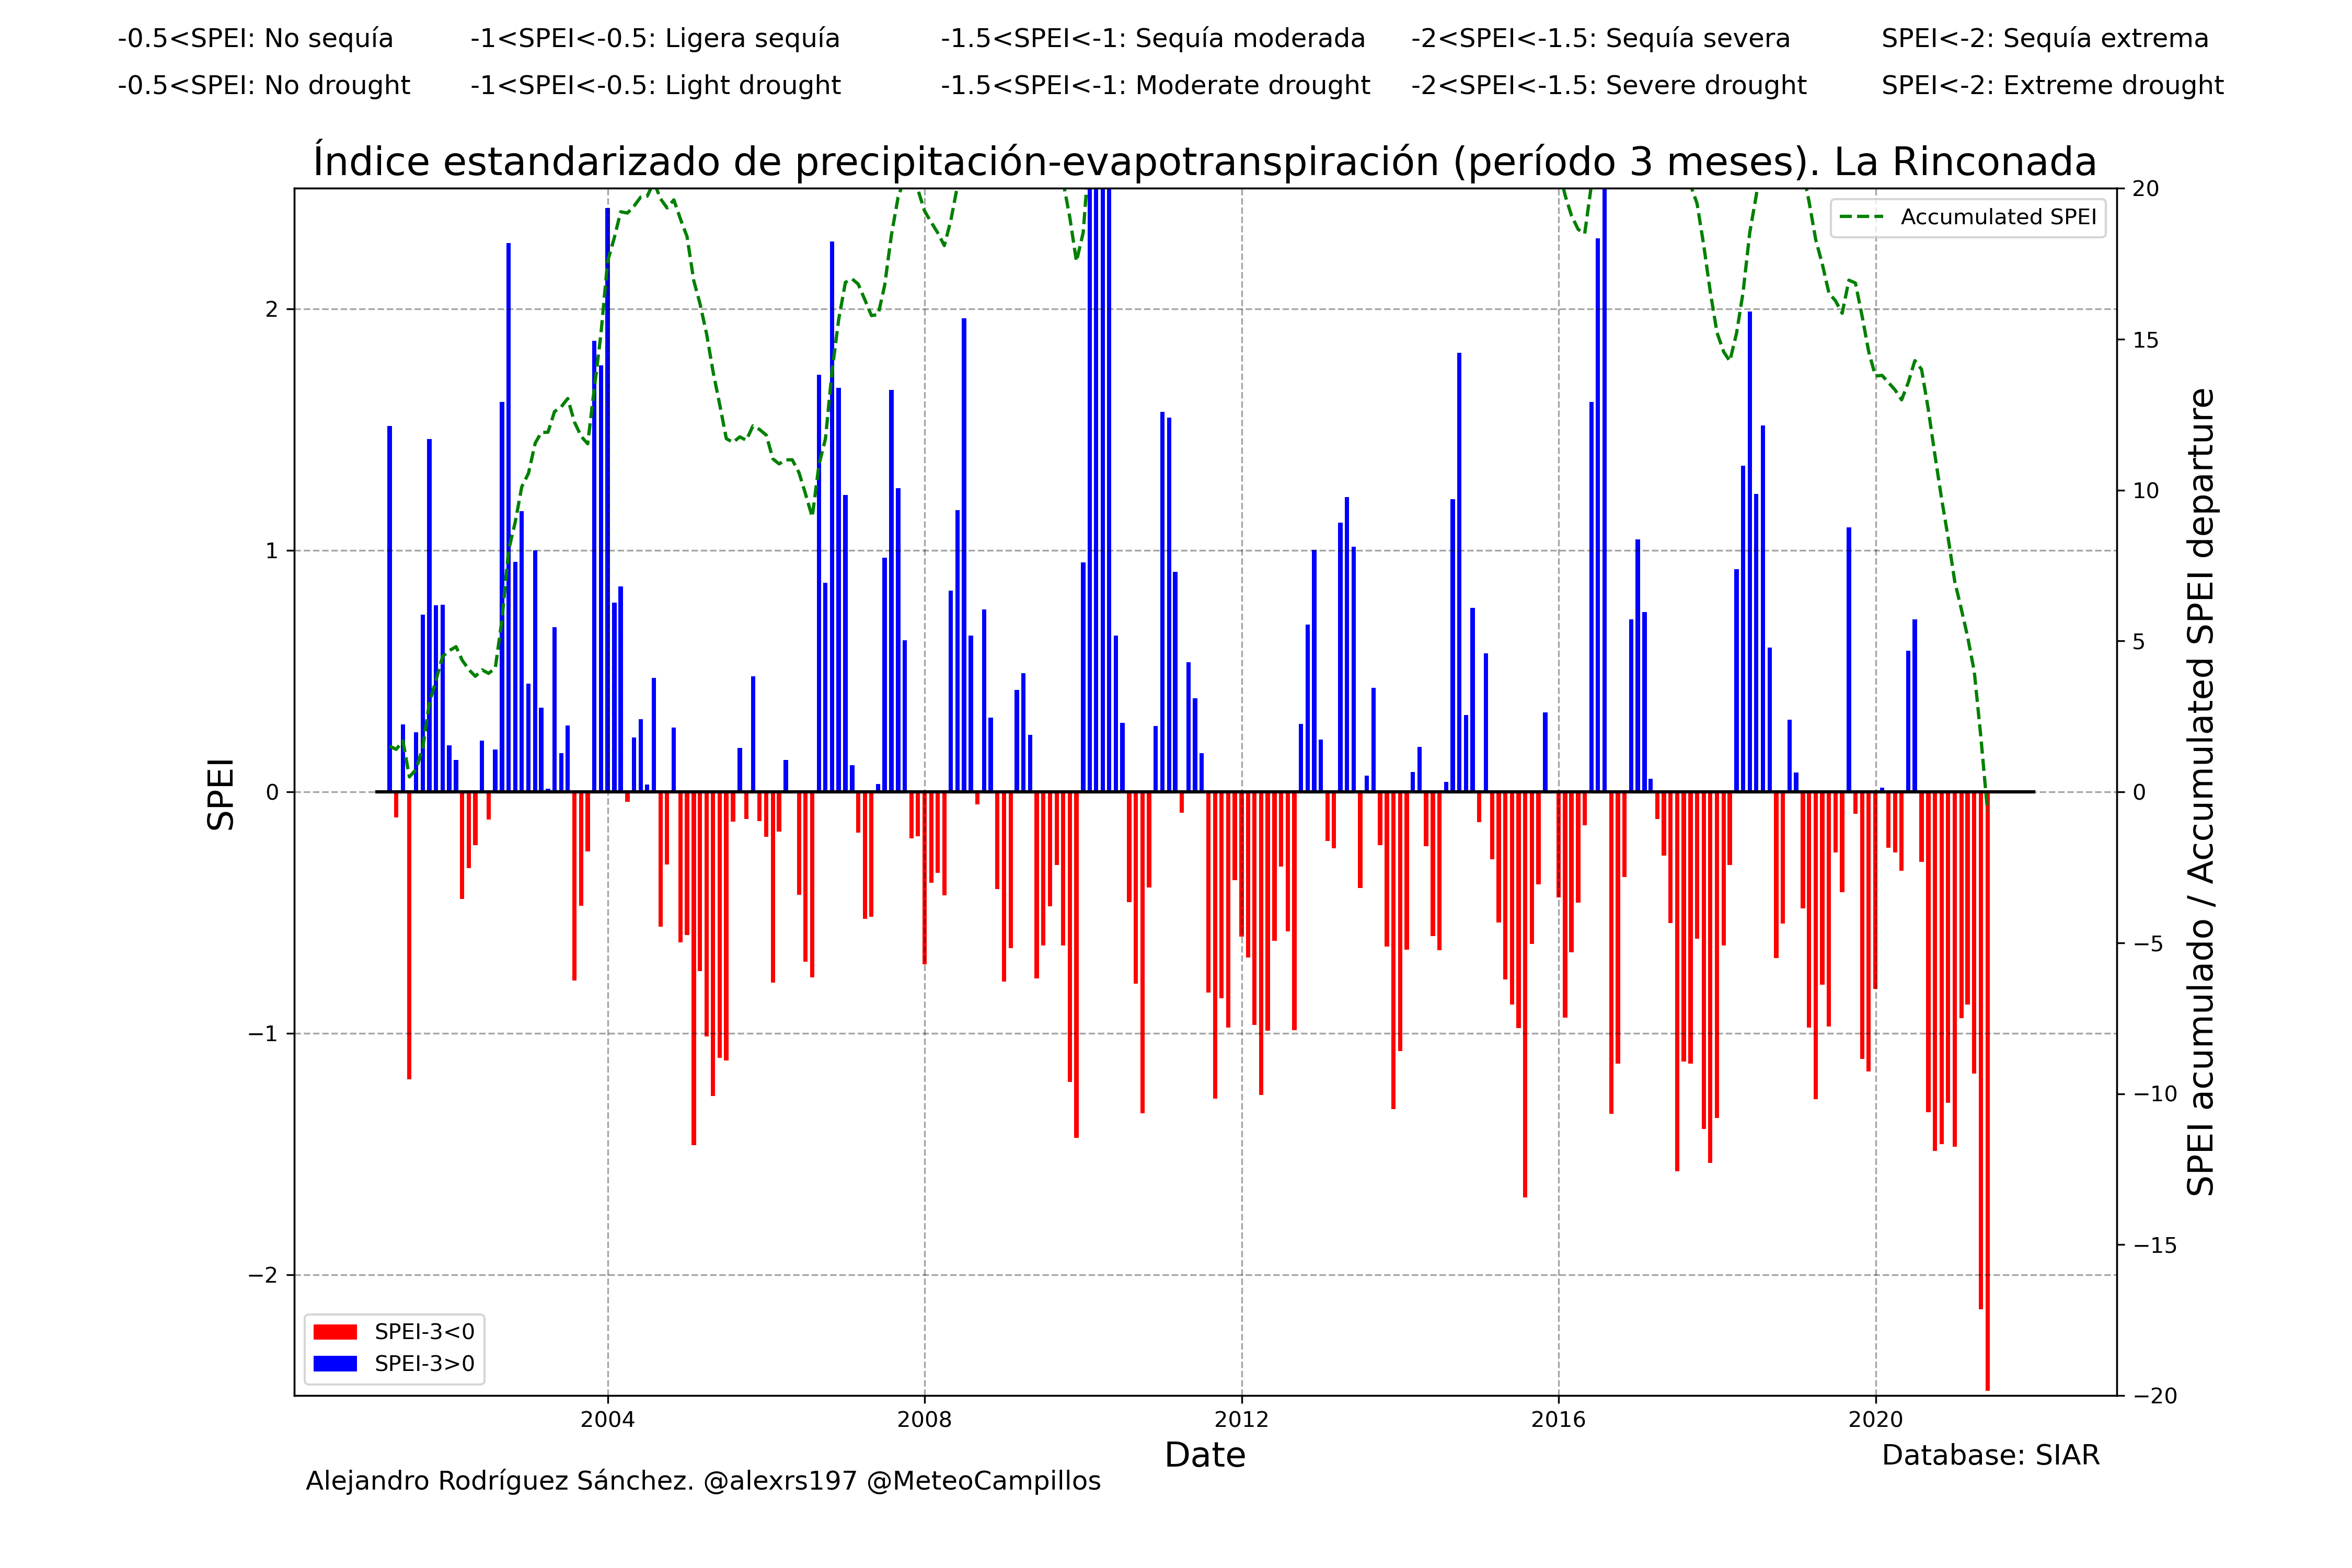 -0.5<SPEI: No sequía -1<SPEI<-0.5: Ligera sequía -1.5<SPEI<-1: Sequía moderada -2<SPEI<-1.5: Sequía severa SPEI<-2: Sequía extrema
-0.5<SPEI: No drought -1<SPEI<-0.5: Light drought -1.5<SPEI<-1: Moderate drought -2<SPEI<-1.5: Severe drought SPEI<-2: Extreme drought
Índice estandarizado de precipitación-evapotranspiración (período 3 meses). La Rinconada
Accumulated SPEI
SPEI
2
1
0
−1
−2
20
15
10
5
0
−5
−10
−15
−20
SPEI acumulado / Accumulated SPEI departure
SPEI-3<0
SPEI-3>0
2004 2008 2012 2016 2020
Date
Database: SIAR
Alejandro Rodríguez Sánchez. @alexrs197 @MeteoCampillos